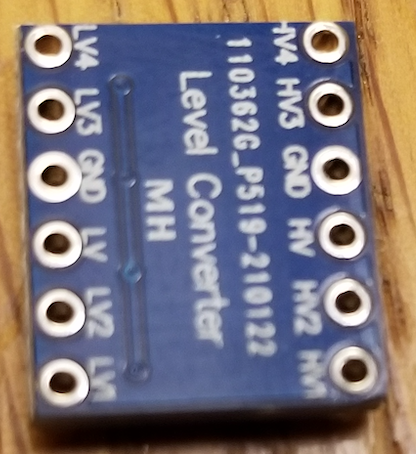 HV4
HV3
GND
HV
HV2
HV1
110362G_P519-210122
Level Converter
MH
LV4
LV3
GND
LV
LV2
LV1